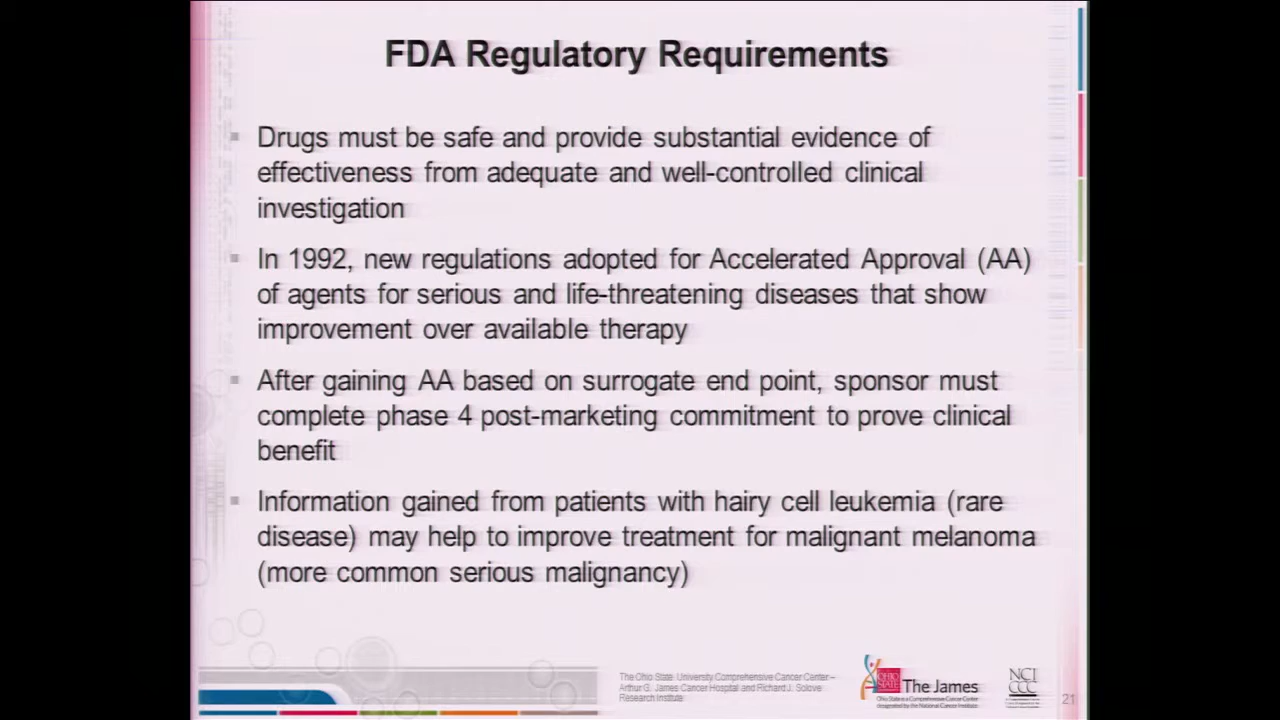 FDA Regulatory Requirements
Drugs must be safe and provide substantial evidence of
effectiveness from adequate and well-controlled clinical
investigation
In 1992, new regulations adopted for Accelerated Approval (AA)
of agents for serious and life-threatening diseases that show
improvement over available therapy
After gaining AA based on surrogate end point, sponsor must
complete phase 4 post-marketing commitment to prove clinical
benefit
Information gained from patients with hairy cell leukemia (rare
disease) may help to improve treatment for malignant melanoma
(more common serious malignancy)
The Ohio State University Comprehensive Cancer Center –
Arthur G. James Cancer Hospital and Richard J. Solove
Research Institute
OHIO
STATE
The James
NCI
CCC
21